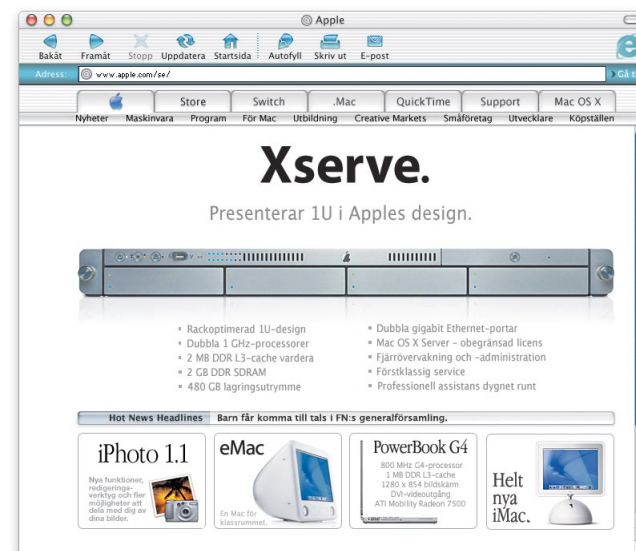 Apple
Bakåt Framåt Stopp Uppdatera Startsida Autofyll Skriv ut E-post
Adress: www.apple.com/se/
Store Switch .Mac QuickTime Support Mac OS X
Nyheter Maskinvara Program För Mac Utbildning Creative Markets Småföretag Utvecklare Köpställen
Xserve.
Presenterar 1U i Apples design.
Rackoptimerad 1U-design
Dubbla 1 GHz-processorer
2 MB DDR L3-cache vardera
2 GB DDR SDRAM
480 GB lagringsutrymme
Dubbla gigabit Ethernet-portar
Mac OS X Server - obegränsad licens
Fjärrövervakning och -administration
Förstklassig service
Professionell assistans dygnet runt
Hot News Headlines Barn får komma till tals i FN:s generalförsamling.
iPhoto 1.1
Nya funktioner,
redigerings-
verktyg och fler
möjligheter att
dela med dig av
dina bilder.
eMac
En Mac för
klassrummet.
PowerBook G4
800 MHz G4-processor
1 MB DDR L3-cache
1280 x 854 bildskärm
DVI-videoutgång
ATI Mobility Radeon 7500
Helt
nya
iMac.